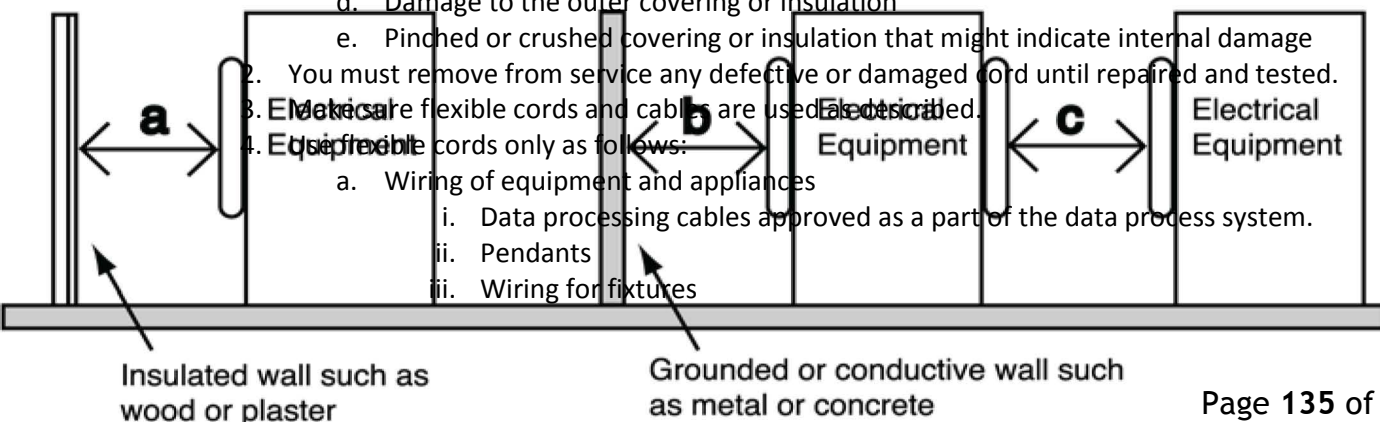 d. Damage to the outer covering or insulation
e. Pinched or crushed covering or insulation that might indicate internal damage
2. You must remove from service any defective or damaged cord until repaired and tested.
3. Make sure flexible cords and cables are used as described.
4. Use flexible cords only as follows:
a. Wiring of equipment and appliances
i. Data processing cables approved as a part of the data process system.
ii. Pendants
iii. Wiring for fixtures
a
Electrical
Equipment
b
Electrical
Equipment
c
Electrical
Equipment
Insulated wall such as
wood or plaster
Grounded or conductive wall such
as metal or concrete
Page 135 of